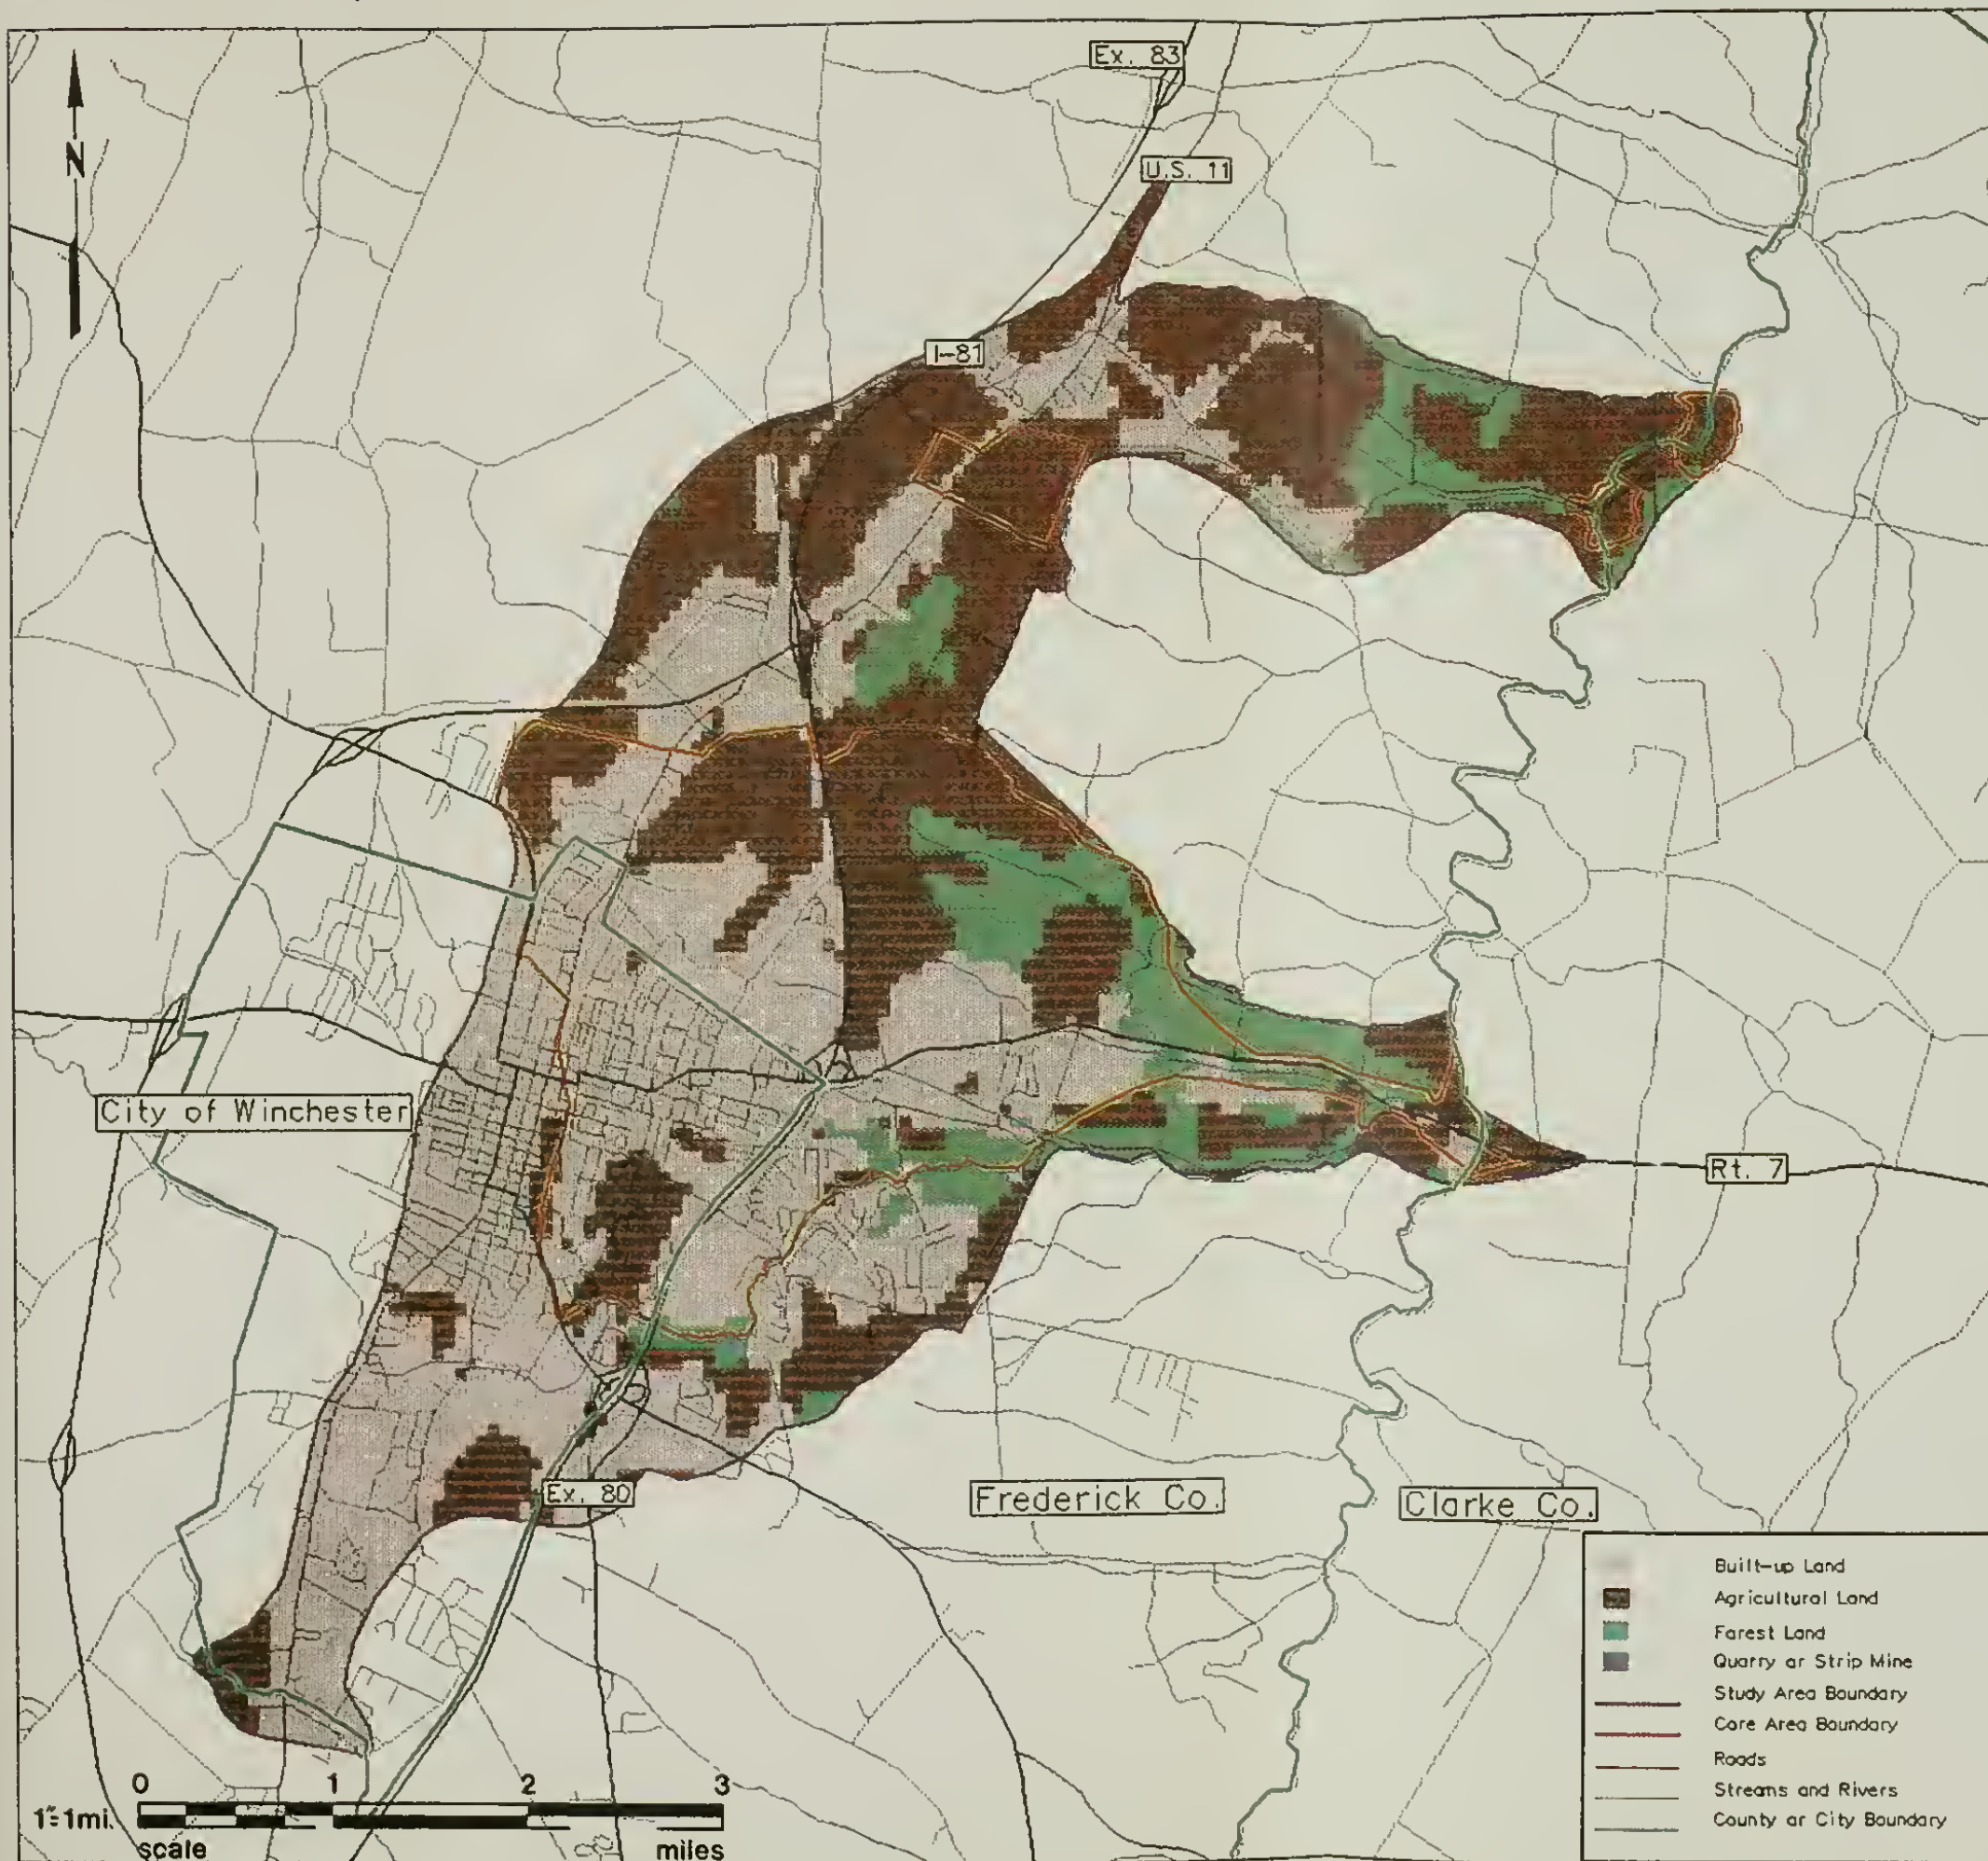 Ex. 83
N
U.S. 11
I-81
City of Winchester
Rt. 7
Ex. 80
Frederick Co.
Clarke Co.
Built-up Land
Agricultural Land
Forest Land
Quarry or Strip Mine
Study Area Boundary
Core Area Boundary
Roads
Streams and Rivers
County or City Boundary
0 1 2 3
1"=1mi.
scale miles